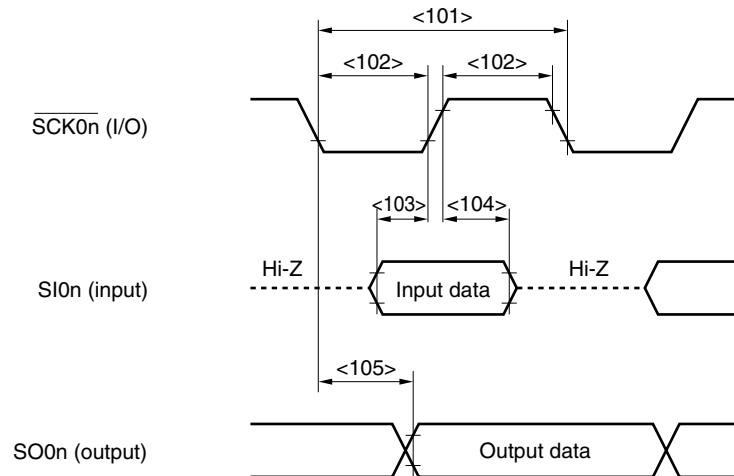 <101>
<102> <102>
SCK0n (I/O)
<103> <104>
Hi-Z Hi-Z
SI0n (input) Input data
<105>
SO0n (output) Output data